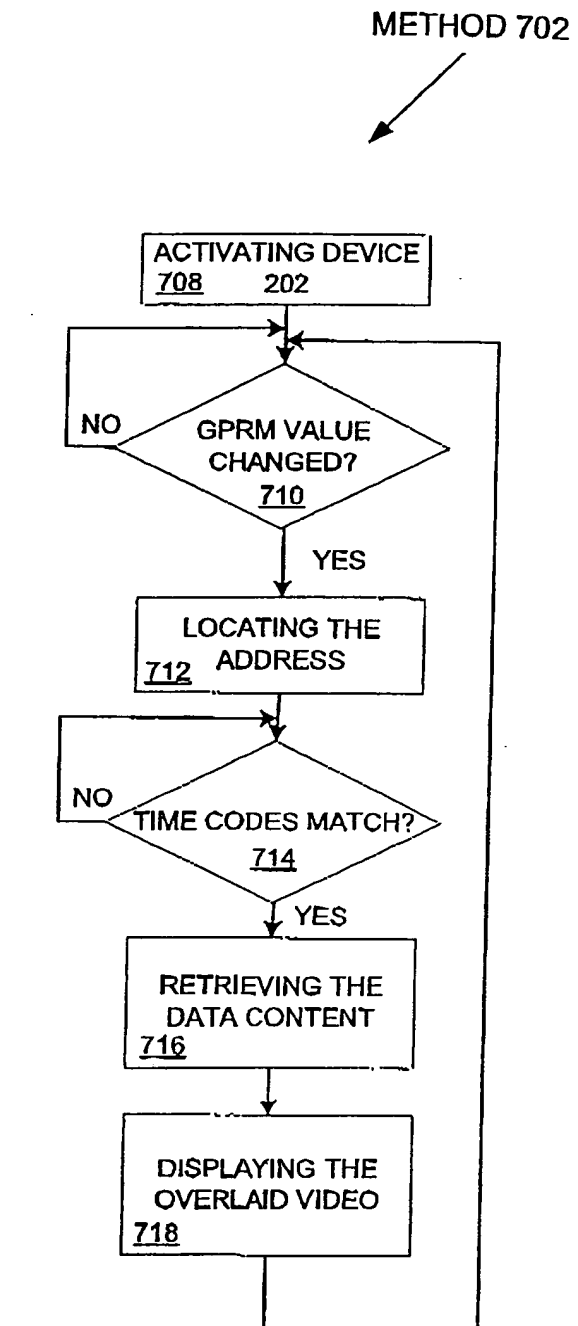 METHOD 702
ACTIVATING DEVICE
708 202
NO
GPRM VALUE
CHANGED?
710
YES
LOCATING THE
ADDRESS
712
NO
TIME CODES MATCH?
714
YES
RETRIEVING THE
DATA CONTENT
716
DISPLAYING THE
OVERLAID VIDEO
718